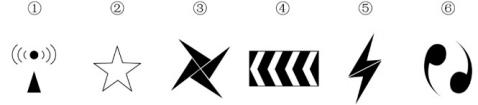 ① ② ③ ④ ⑤ ⑥